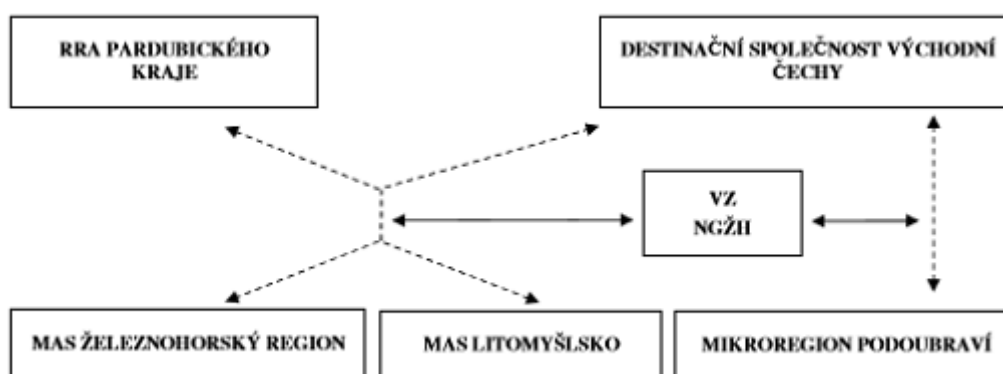 RRA PARDUBICKÉHO
KRAJE
DESTINAČNÍ SPOLEČNOST VÝCHODNÍ
ČECHY
VZ
NGŽH
MAS ŽELEZNOHORSKÝ REGION
MAS LITOMYŠLSKO
MIKROREGION PODOUBRAVÍ